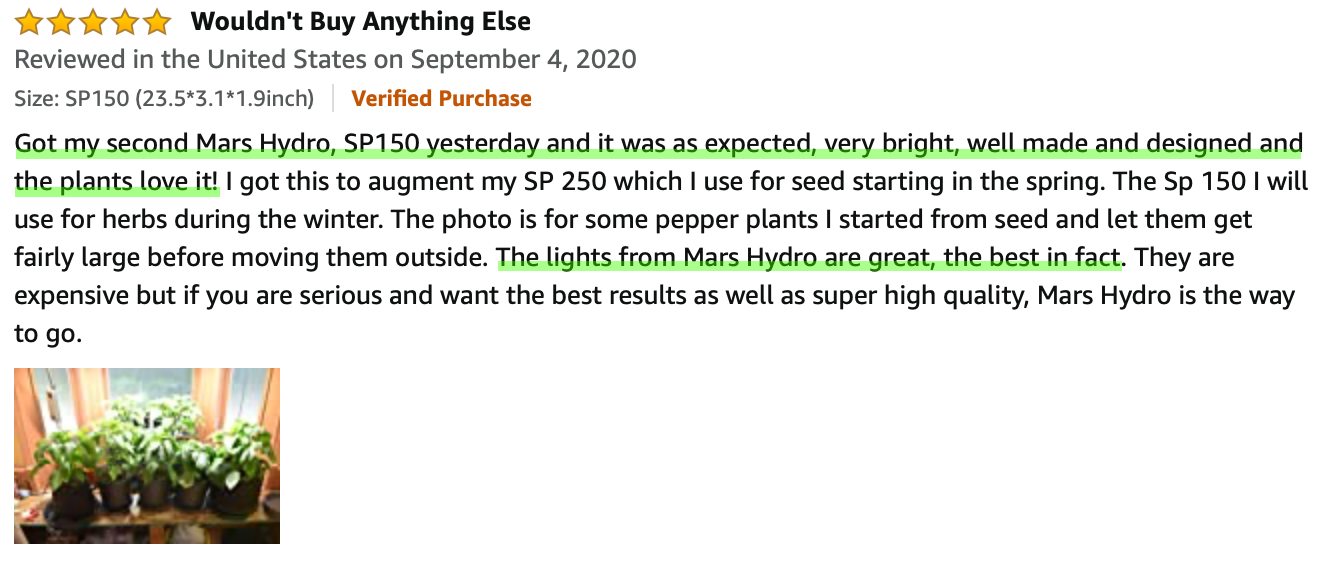 Wouldn't Buy Anything Else
Reviewed in the United States on September 4, 2020
Size: SP150 (23.5*3.1*1.9inch) Verified Purchase
Got my second Mars Hydro, SP150 yesterday and it was as expected, very bright, well made and designed and
the plants love it! I got this to augment my SP 250 which I use for seed starting in the spring. The Sp 150 I will
use for herbs during the winter. The photo is for some pepper plants I started from seed and let them get
fairly large before moving them outside. The lights from Mars Hydro are great, the best in fact. They are
expensive but if you are serious and want the best results as well as super high quality, Mars Hydro is the way
to go.